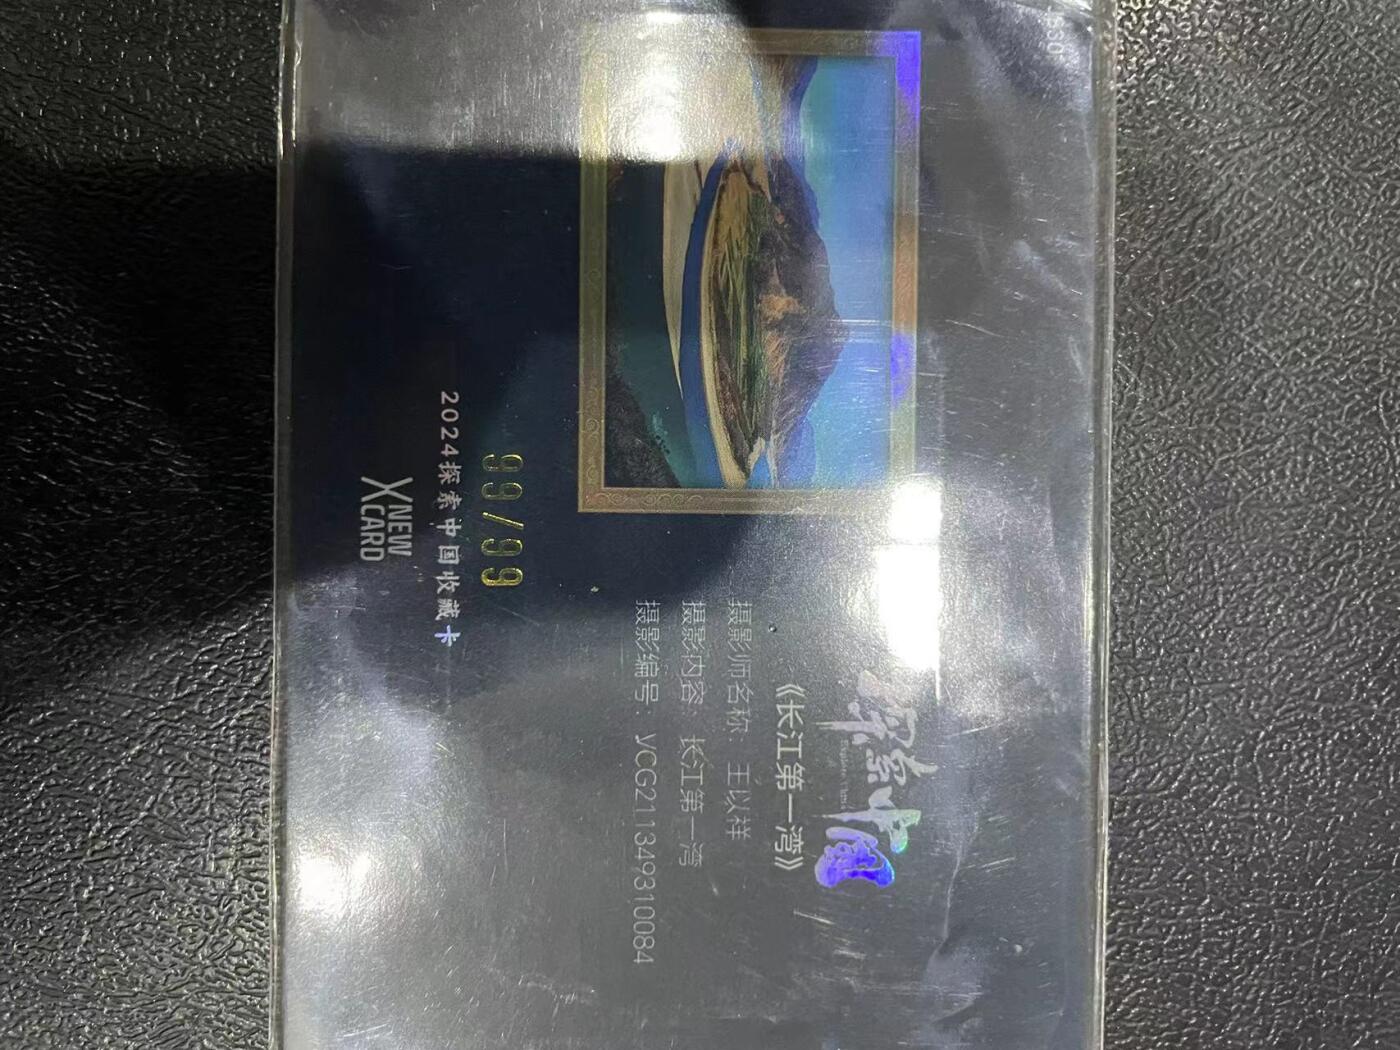 探索中国
《长江第一湾》
摄影师名称：王以祥
摄影内容：长江第一湾
摄影编号：VCG211349310084
99/99
2024探索中国收藏卡
NEW
XCARD